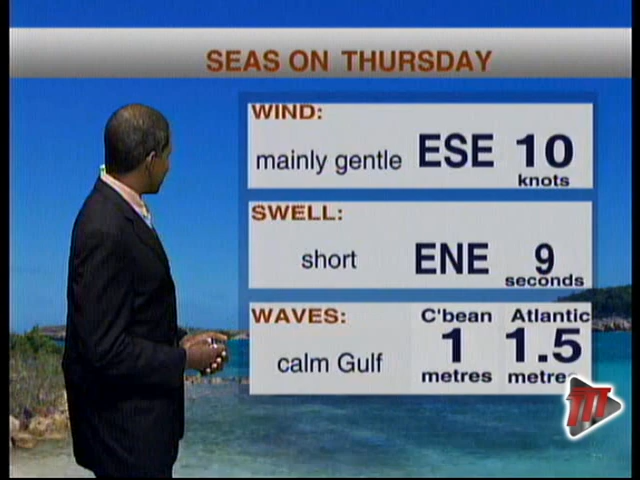 SEAS ON THURSDAY
WIND:
mainly gentle ESE 10
knots
SWELL:
short ENE 9
seconds
WAVES: C'bean Atlantic
calm Gulf 1 1.5
metres metres